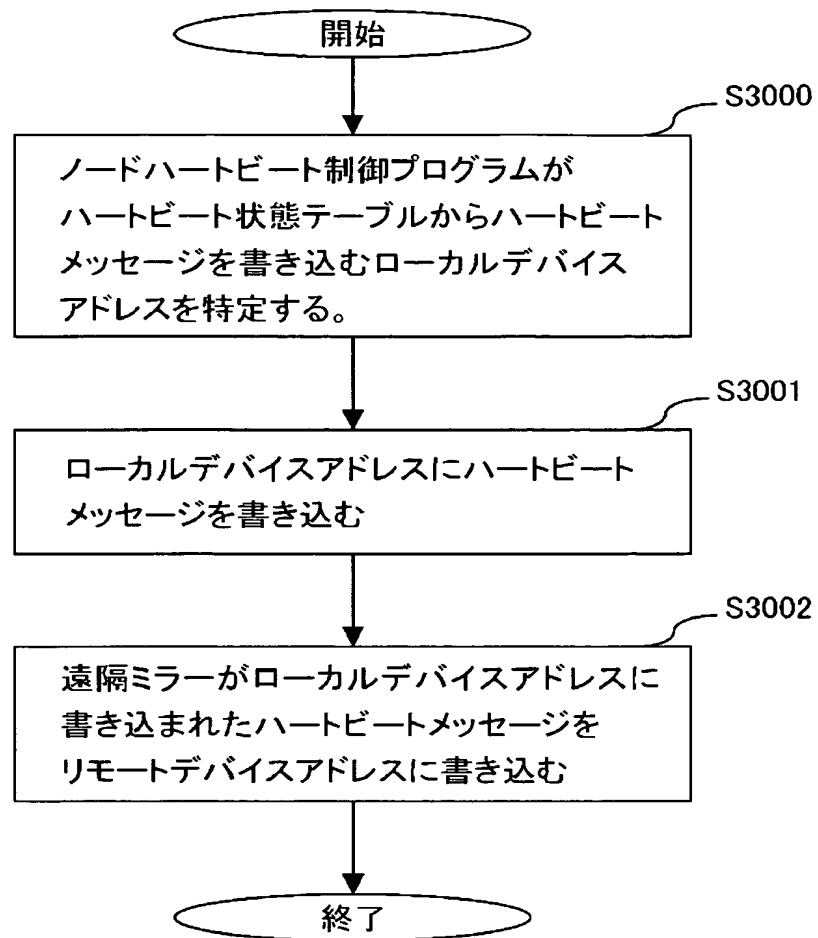 開始
S3000
ノードハートビート制御プログラムが
ハートビート状態テーブルからハートビート
メッセージを書き込むローカルデバイス
アドレスを特定する。
S3001
ローカルデバイスアドレスにハートビート
メッセージを書き込む
S3002
遠隔ミラーがローカルデバイスアドレスに
書き込まれたハートビートメッセージを
リモートデバイスアドレスに書き込む
終了